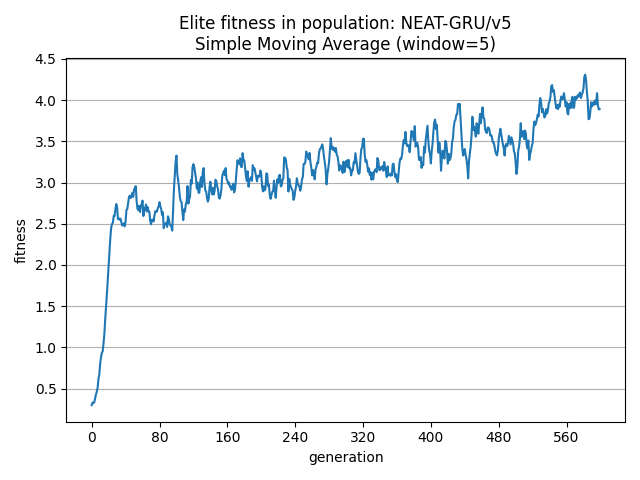 Elite fitness in population: NEAT-GRU/v5
Simple Moving Average (window=5)
4.5
4.0
3.5
3.0
2.5
2.0
1.5
1.0
0.5
fitness
0 80 160 240 320 400 480 560
generation